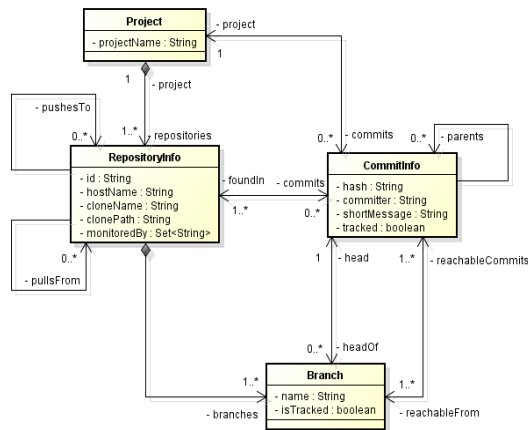 Project
- projectName : String
- project
1
1
- project
- pushesTo
0..*
1..*
- repositories
0..*
- commits
0..*
- parents
RepositoryInfo
- id : String
- hostName : String
- cloneName : String
- clonePath : String
- monitoredBy : Set<String>
- foundIn
- commits
1..*
0..*
CommitInfo
- hash : String
- committer : String
- shortMessage : String
- tracked : boolean
0..*
- pullsFrom
1
- head
1..*
- reachableCommits
0..*
- headOf
Branch
- name : String
- isTracked : boolean
1..*
- branches
1..*
- reachableFrom